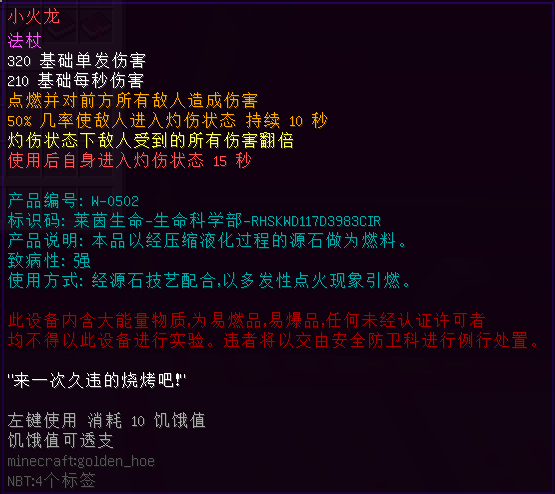 小火龙
法杖
320 基础单发伤害
210 基础每秒伤害
点燃并对前方所有敌人造成伤害
50% 几率使敌人进入灼伤状态 持续 10 秒
灼伤状态下敌人受到的所有伤害翻倍
使用后自身进入灼伤状态 15 秒
产品编号: W-0502
标识码: 莱茵生命-生命科学部-RHSKWD117D3983CIR
产品说明: 本品以经压缩液化过程的源石做为燃料。
致病性: 强
使用方式: 经源石技艺配合,以多发性点火现象引燃。
此设备内含大能量物质,为易燃品,易爆品,任何未经认证许可者
均不得以此设备进行实验。违者将以交由安全防卫科进行例行处置。
"来一次久违的烧烤吧!"
左键使用 消耗 10 饥饿值
饥饿值可透支
minecraft:golden_hoe
NBT:4个标签